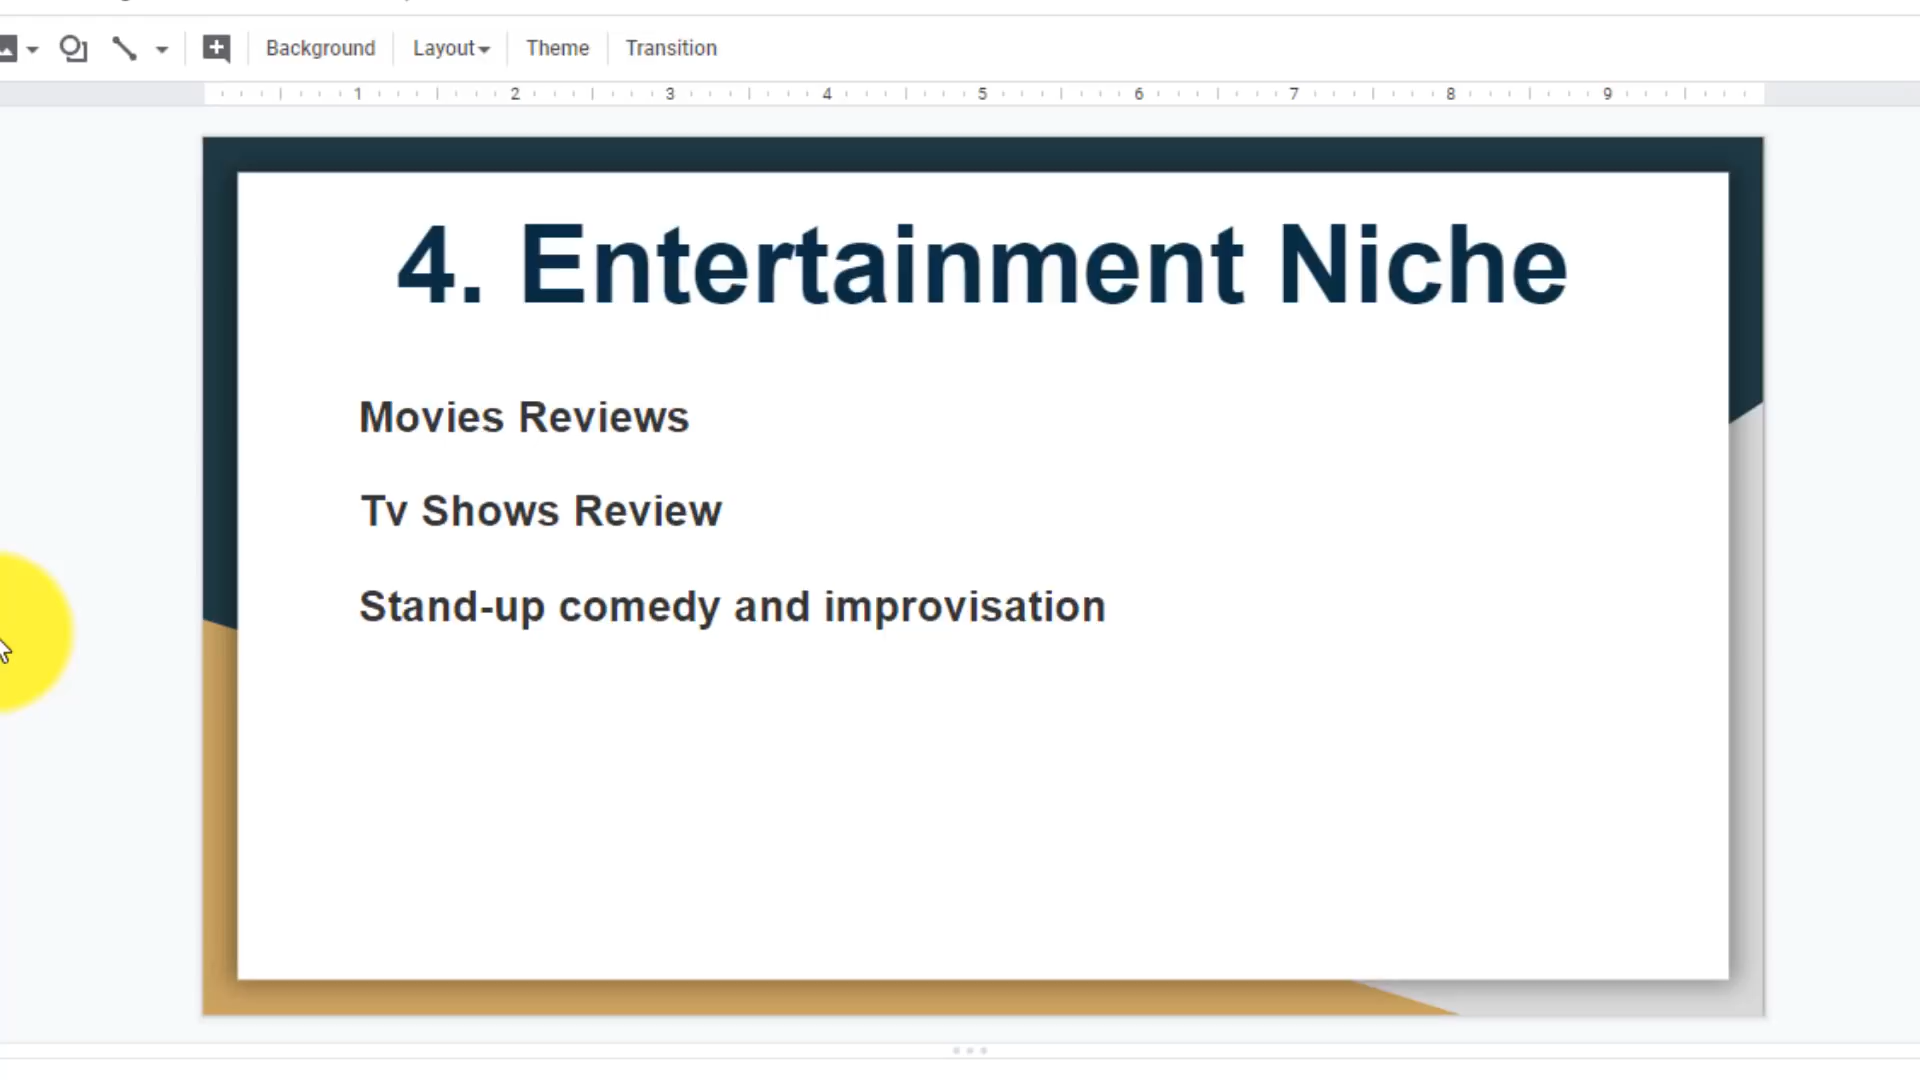 Background Layout Theme Transition
1 2 3 4 5 6 7 8 9
4. Entertainment Niche
Movies Reviews
Tv Shows Review
Stand-up comedy and improvisation